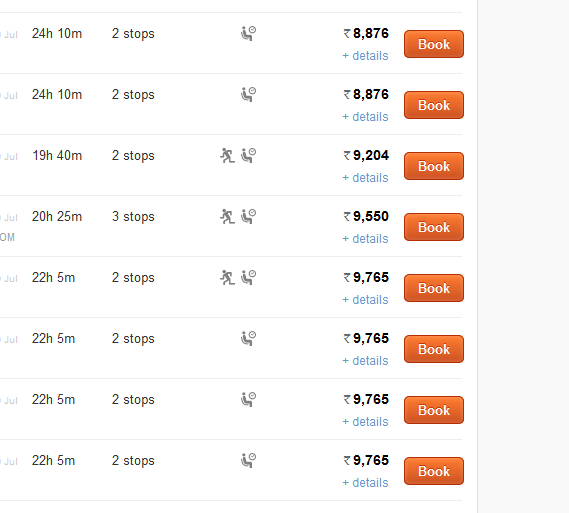 Jul 24h 10m 2 stops ₹ 8,876 Book
+ details
Jul 24h 10m 2 stops ₹ 8,876 Book
+ details
Jul 19h 40m 2 stops ₹ 9,204 Book
+ details
Jul 20h 25m 3 stops ₹ 9,550 Book
OM + details
Jul 22h 5m 2 stops ₹ 9,765 Book
+ details
Jul 22h 5m 2 stops ₹ 9,765 Book
+ details
Jul 22h 5m 2 stops ₹ 9,765 Book
+ details
Jul 22h 5m 2 stops ₹ 9,765 Book
+ details